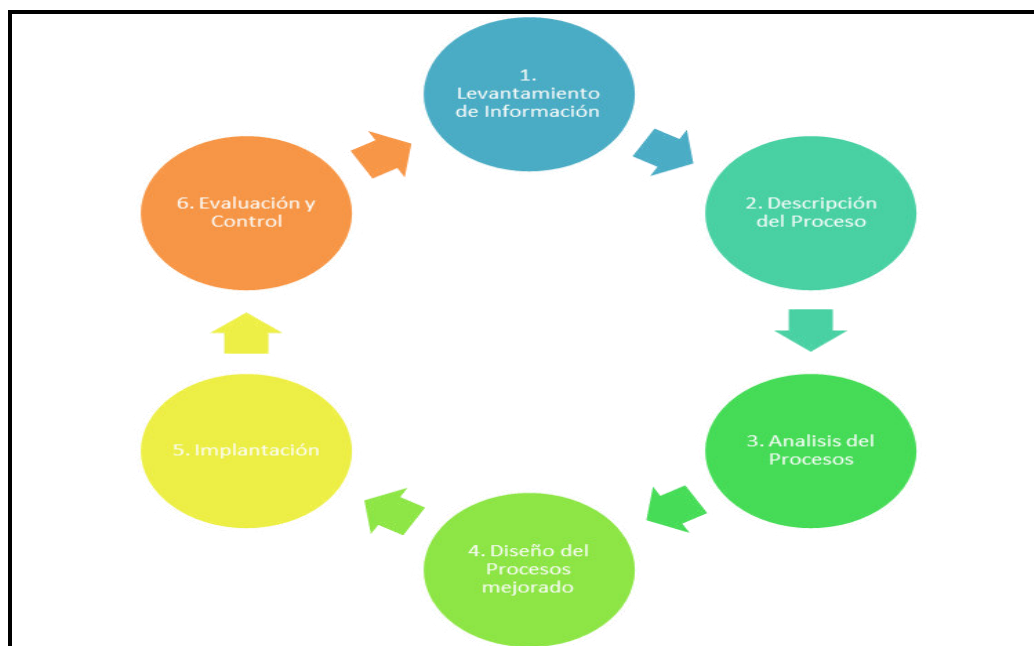 1.
Levantamiento
de Información
2. Descripción
del Proceso
3. Analisis del
Procesos
4. Diseño del
Procesos
mejorado
5. Implantación
6. Evaluación y
Control